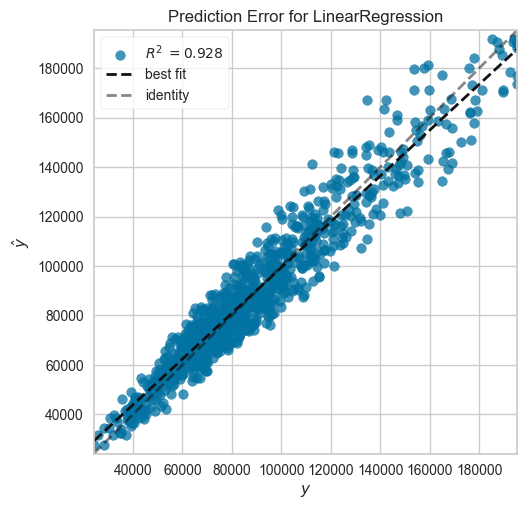 Prediction Error for LinearRegression
R² = 0.928
best fit
identity
180000
160000
140000
120000
100000
80000
60000
40000
ŷ
40000 60000 80000 100000 120000 140000 160000 180000
y